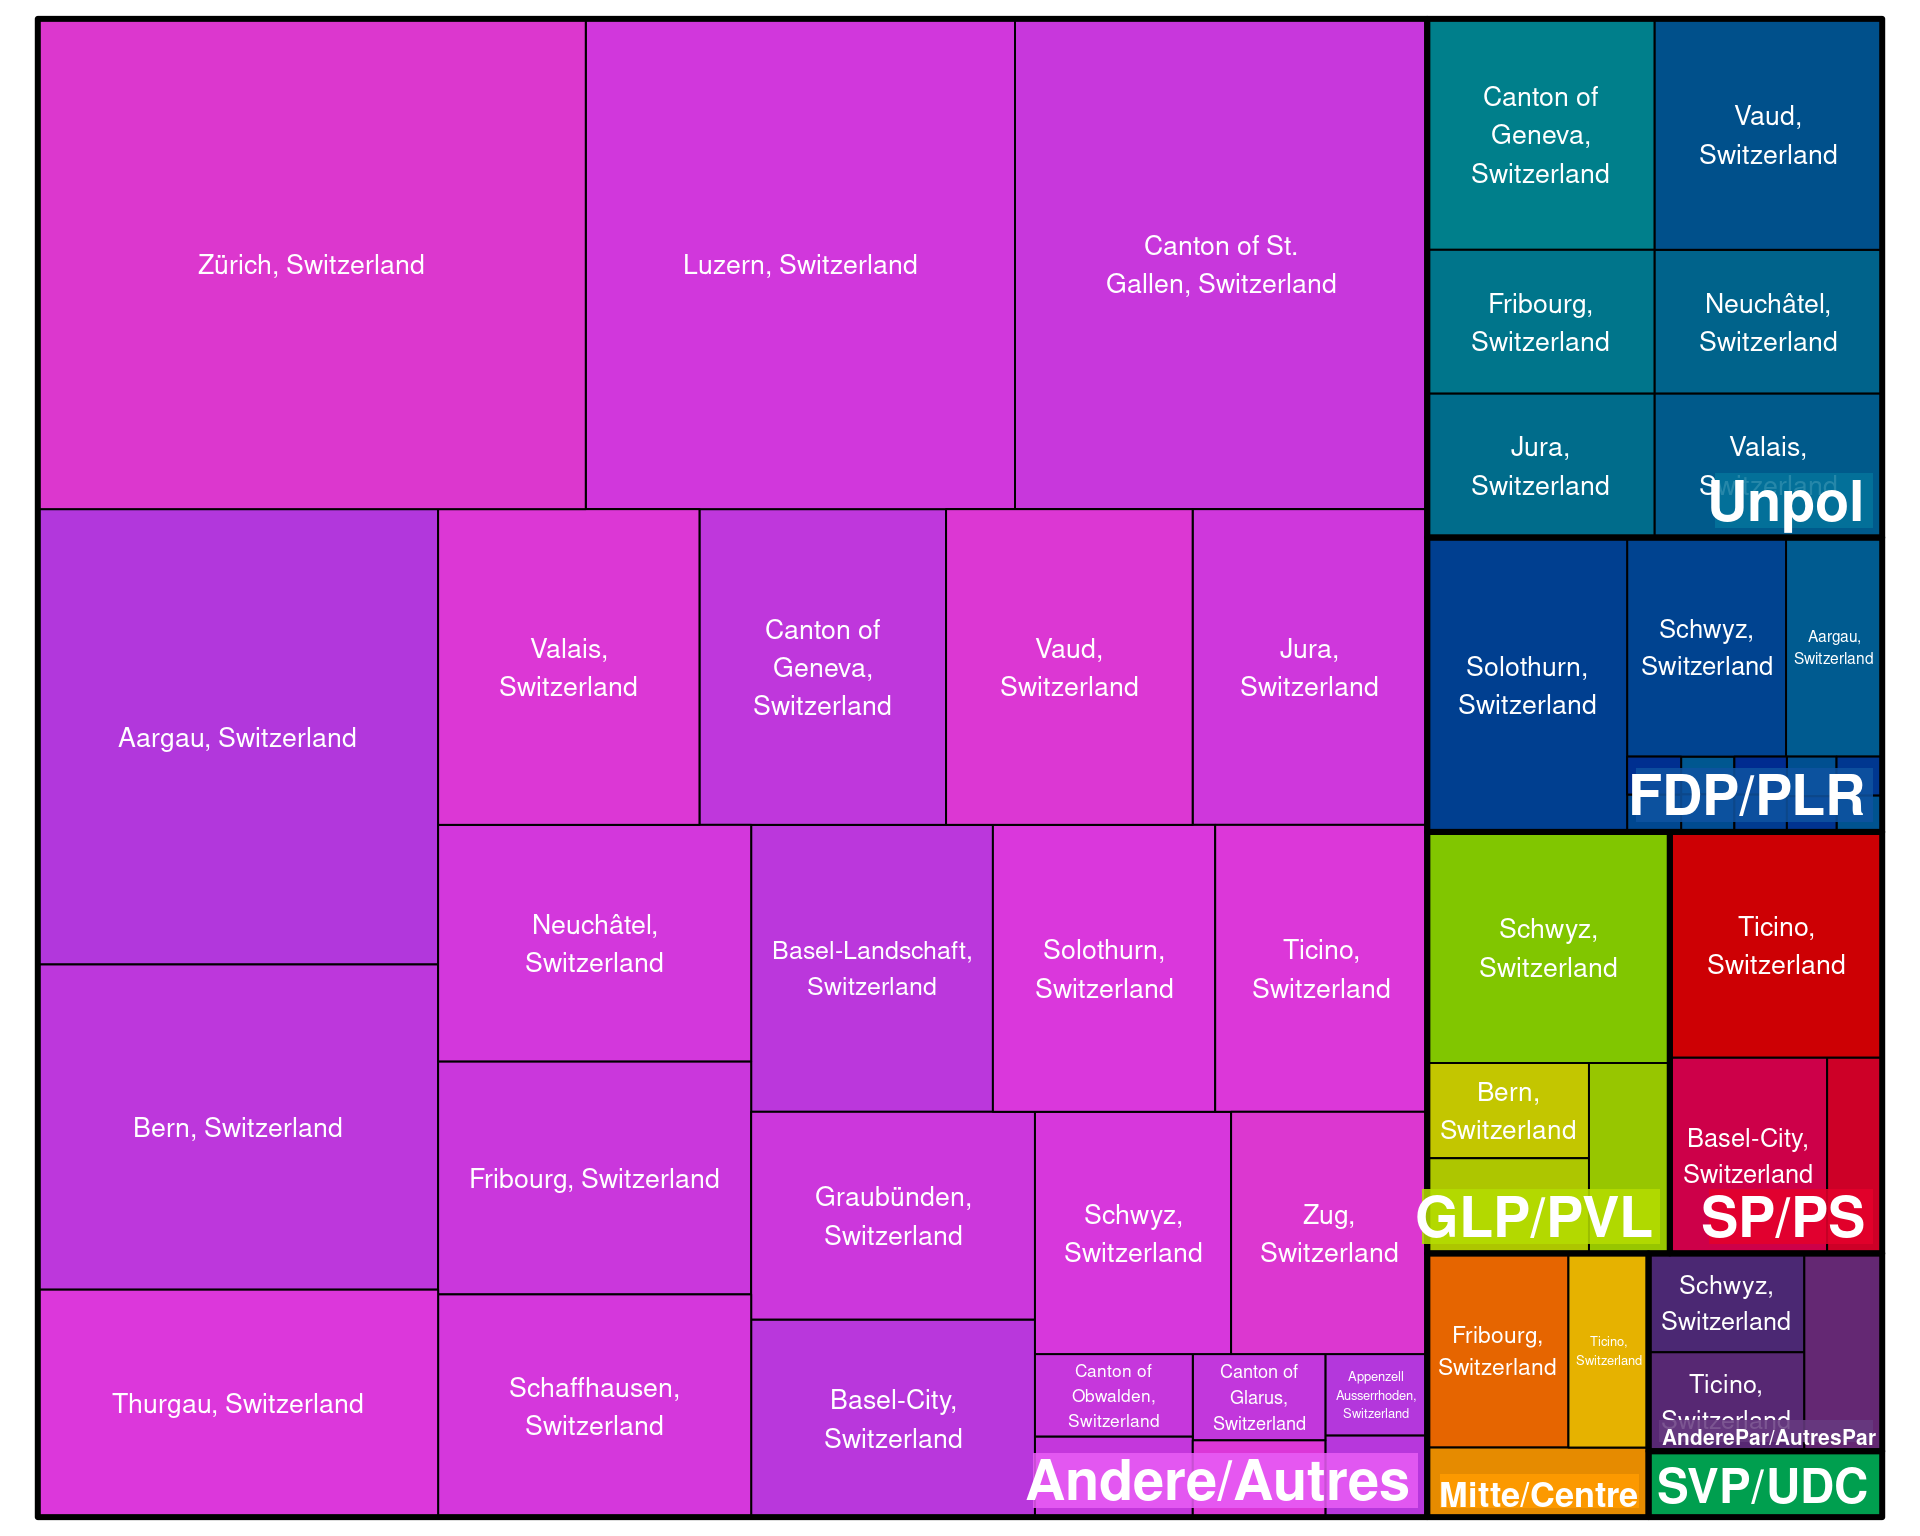 Zürich, Switzerland
Luzern, Switzerland
Canton of St.
Gallen, Switzerland
Aargau, Switzerland
Valais,
Switzerland
Canton of
Geneva,
Switzerland
Vaud,
Switzerland
Jura,
Switzerland
Bern, Switzerland
Thurgau, Switzerland
Neuchâtel,
Switzerland
Fribourg, Switzerland
Schaffhausen,
Switzerland
Basel-Landschaft,
Switzerland
Solothurn,
Switzerland
Ticino,
Switzerland
Graubünden,
Switzerland
Basel-City,
Switzerland
Schwyz,
Switzerland
Zug,
Switzerland
Canton of
Obwalden,
Switzerland
Canton of
Glarus,
Switzerland
Appenzell
Ausserrhoden,
Switzerland
Andere/Autres
Canton of
Geneva,
Switzerland
Vaud,
Switzerland
Fribourg,
Switzerland
Neuchâtel,
Switzerland
Jura,
Switzerland
Valais,
Switzerland
Unpol
Solothurn,
Switzerland
Schwyz,
Switzerland
Aargau,
Switzerland
FDP/PLR
Schwyz,
Switzerland
Bern,
Switzerland
GLP/PVL
Ticino,
Switzerland
Basel-City,
Switzerland
SP/PS
Fribourg,
Switzerland
Ticino,
Switzerland
Mitte/Centre
Schwyz,
Switzerland
Ticino,
Switzerland
AnderePar/AutresPar
SVP/UDC